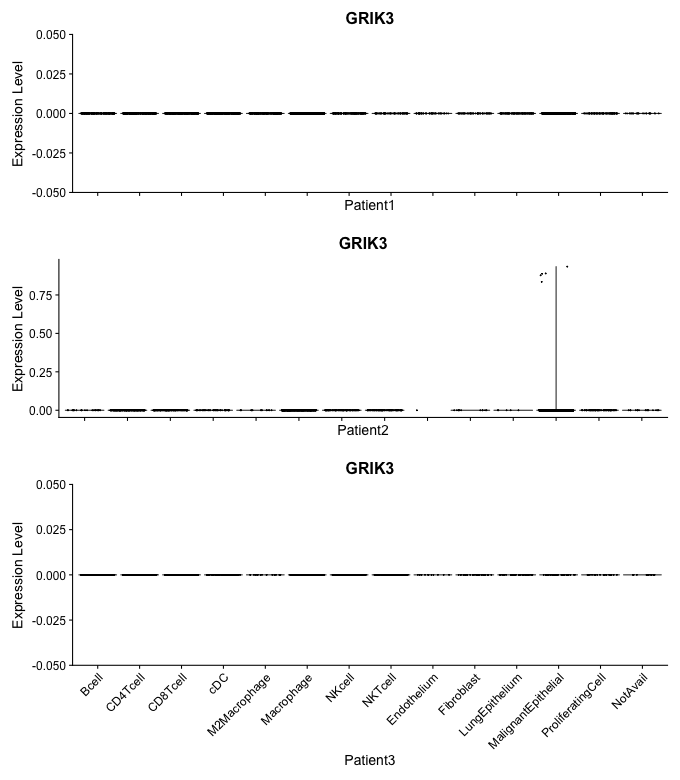 GRIK3
Expression Level
0.050
0.025
0.000
-0.025
-0.050
Patient1
GRIK3
Expression Level
0.75
0.50
0.25
0.00
Patient2
GRIK3
Expression Level
0.050
0.025
0.000
-0.025
-0.050
Bcell
CD4Tcell
CD8Tcell
cDC
M2Macrophage
Macrophage
NKcell
NKTcell
Endothelium
Fibroblast
LungEpithelium
MalignantEpithelial
ProliferatingCell
NotAvail
Patient3